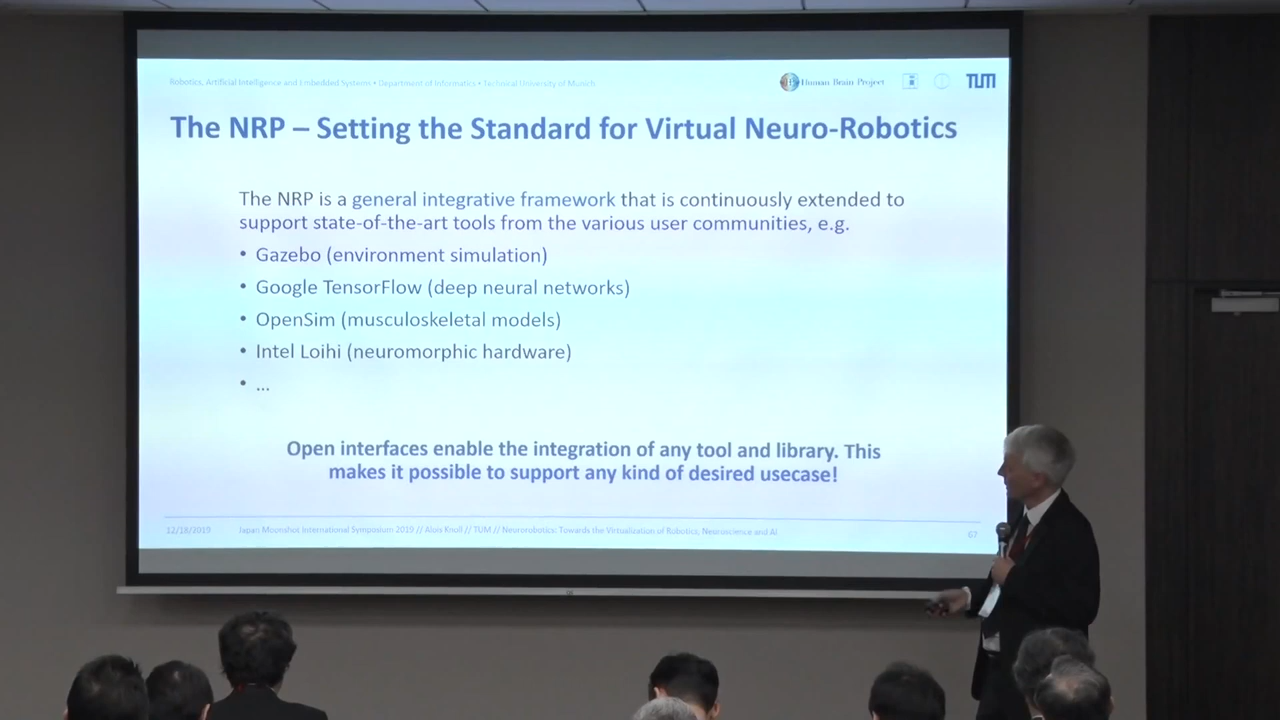 Robotics, Artificial Intelligence and Embedded Systems • Department of Informatics • Technical University of Munich
Human Brain Project
TUM
The NRP – Setting the Standard for Virtual Neuro-Robotics
The NRP is a general integrative framework that is continuously extended to
support state-of-the-art tools from the various user communities, e.g.
• Gazebo (environment simulation)
• Google TensorFlow (deep neural networks)
• OpenSim (musculoskeletal models)
• Intel Loihi (neuromorphic hardware)
• ...
Open interfaces enable the integration of any tool and library. This
makes it possible to support any kind of desired usecase!
12/18/2019
Japan Moonshot International Symposium 2019 // Alois Knoll // TUM // Neurorobotics: Towards the Virtualization of Robotics, Neuroscience and AI
67